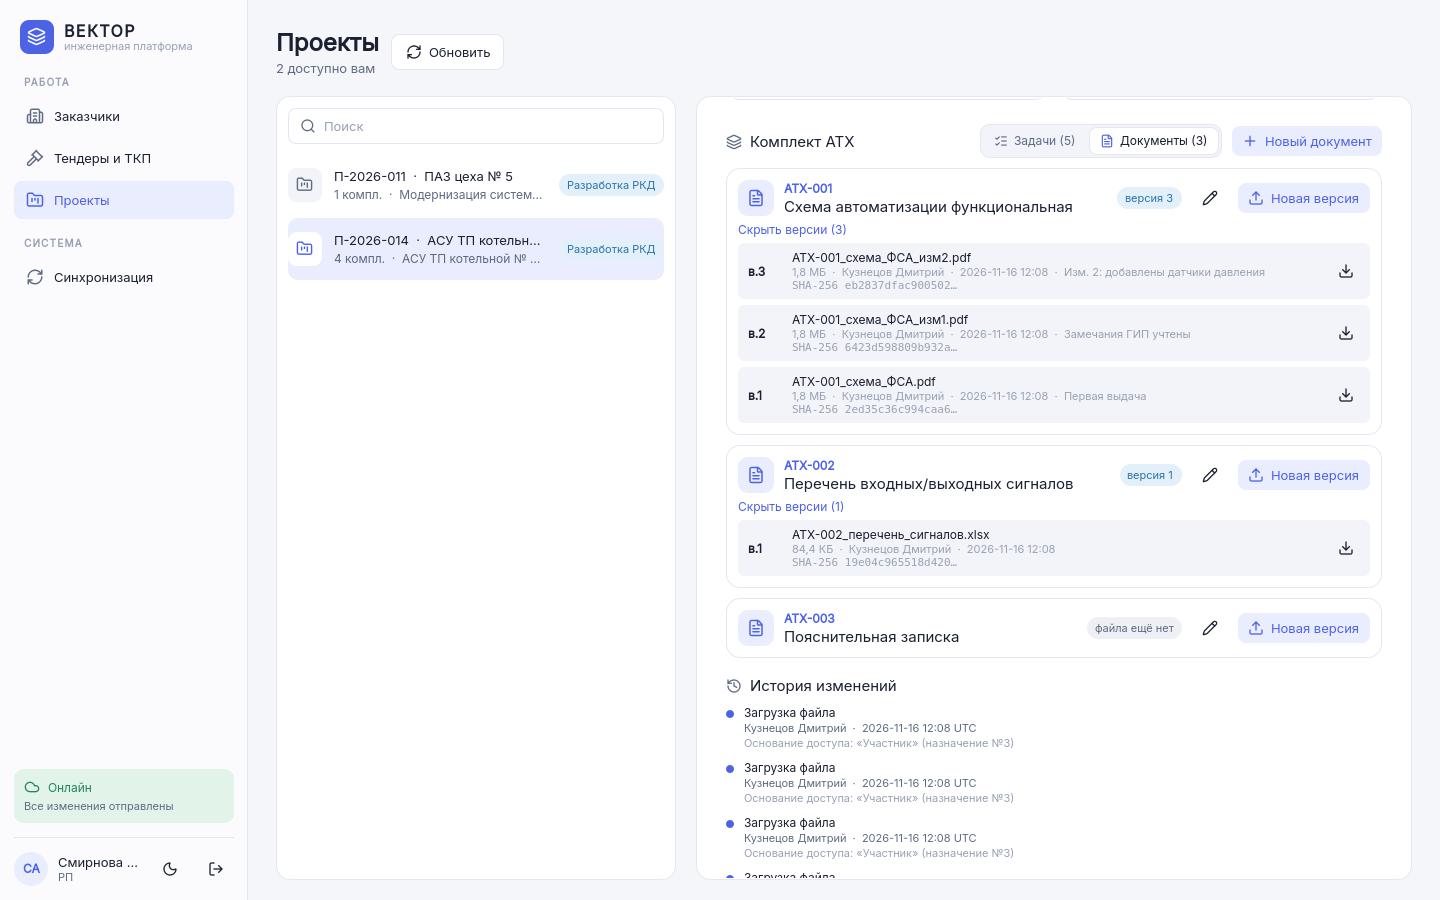 ВЕКТОР
инженерная платформа
РАБОТА
Заказчики
Тендеры и ТКП
Проекты
СИСТЕМА
Синхронизация
Онлайн
Все изменения отправлены
СА
Смирнова ...
РП
Проекты
2 доступно вам
Обновить
Поиск
П-2026-011 · ПАЗ цеха № 5
1 компл. · Модернизация систем...
Разработка РКД
П-2026-014 · АСУ ТП котельн...
4 компл. · АСУ ТП котельной № ...
Разработка РКД
Комплект АТХ
Задачи (5)
Документы (3)
Новый документ
АТХ-001
Схема автоматизации функциональная
версия 3
Новая версия
Скрыть версии (3)
в.3
АТХ-001_схема_ФСА_изм2.pdf
1,8 МБ · Кузнецов Дмитрий · 2026-11-16 12:08 · Изм. 2: добавлены датчики давления
SHA-256 eb2837dfac900502…
в.2
АТХ-001_схема_ФСА_изм1.pdf
1,8 МБ · Кузнецов Дмитрий · 2026-11-16 12:08 · Замечания ГИП учтены
SHA-256 6423d598809b932a…
в.1
АТХ-001_схема_ФСА.pdf
1,8 МБ · Кузнецов Дмитрий · 2026-11-16 12:08 · Первая выдача
SHA-256 2ed35c36c994caa6…
АТХ-002
Перечень входных/выходных сигналов
версия 1
Новая версия
Скрыть версии (1)
в.1
АТХ-002_перечень_сигналов.xlsx
84,4 КБ · Кузнецов Дмитрий · 2026-11-16 12:08
SHA-256 19e04c965518d420…
АТХ-003
Пояснительная записка
файла ещё нет
Новая версия
История изменений
Загрузка файла
Кузнецов Дмитрий · 2026-11-16 12:08 UTC
Основание доступа: «Участник» (назначение №3)
Загрузка файла
Кузнецов Дмитрий · 2026-11-16 12:08 UTC
Основание доступа: «Участник» (назначение №3)
Загрузка файла
Кузнецов Дмитрий · 2026-11-16 12:08 UTC
Основание доступа: «Участник» (назначение №3)